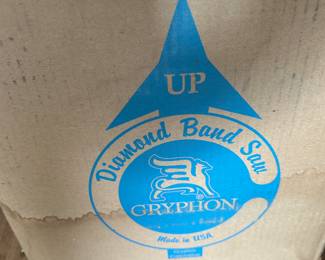 UP
Diamond Band Saw
GRYPHON®
Made in USA